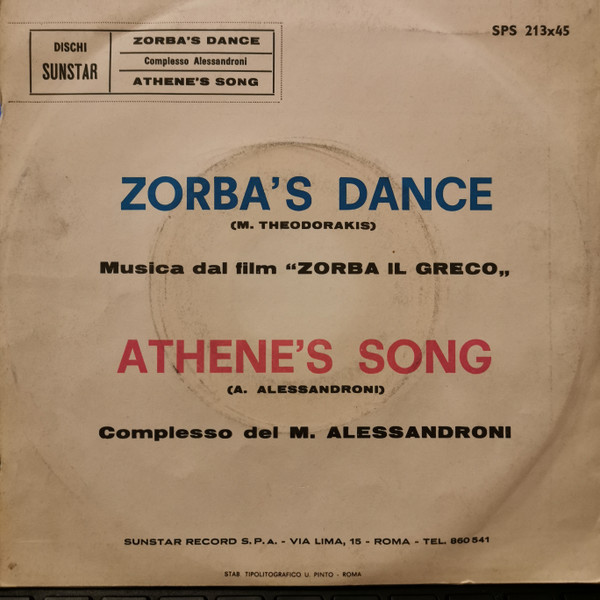 SPS 213x45
DISCHI
SUNSTAR
ZORBA'S DANCE
Complesso Alessandroni
ATHENE'S SONG
ZORBA'S DANCE
(M. THEODORAKIS)
Musica dal film “ZORBA IL GRECO„
ATHENE'S SONG
(A. ALESSANDRONI)
Complesso del M. ALESSANDRONI
SUNSTAR RECORD S.P.A. - VIA LIMA, 15 - ROMA - TEL. 860541
STAB TIPOLITOGRAFICO U. PINTO - ROMA